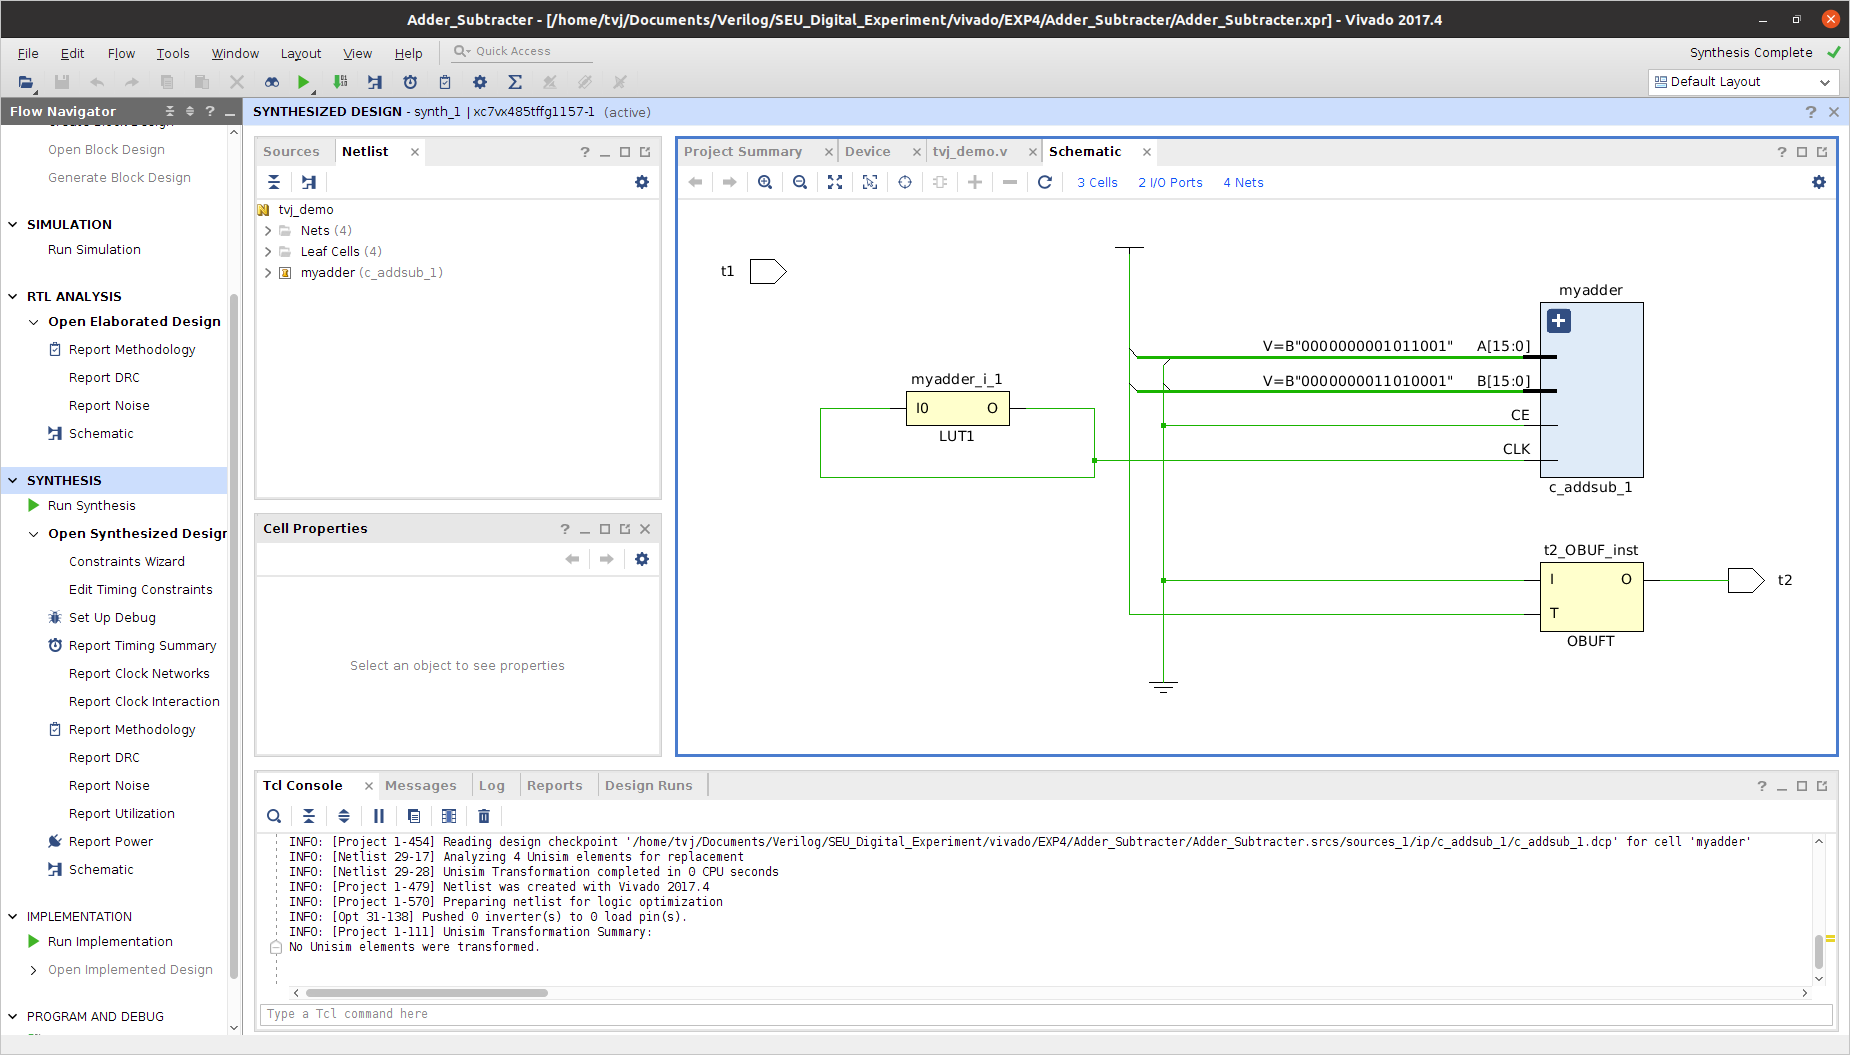 Adder_Subtracter - [/home/tvj/Documents/Verilog/SEU_Digital_Experiment/vivado/EXP4/Adder_Subtracter/Adder_Subtracter.xpr] - Vivado 2017.4
File Edit Flow Tools Window Layout View Help Quick Access
Synthesis Complete
Default Layout
Flow Navigator
SYNTHESIZED DESIGN - synth_1 | xc7vx485tffg1157-1 (active)
Open Block Design
Generate Block Design
SIMULATION
Run Simulation
RTL ANALYSIS
Open Elaborated Design
Report Methodology
Report DRC
Report Noise
Schematic
SYNTHESIS
Run Synthesis
Open Synthesized Design
Constraints Wizard
Edit Timing Constraints
Set Up Debug
Report Timing Summary
Report Clock Networks
Report Clock Interaction
Report Methodology
Report DRC
Report Noise
Report Utilization
Report Power
Schematic
IMPLEMENTATION
Run Implementation
Open Implemented Design
PROGRAM AND DEBUG
Sources Netlist
tvj_demo
Nets (4)
Leaf Cells (4)
myadder (c_addsub_1)
Cell Properties
Select an object to see properties
Project Summary Device tvj_demo.v Schematic
3 Cells 2 I/O Ports 4 Nets
t1
myadder
V=B"0000000001011001" A[15:0]
V=B"0000000011010001" B[15:0]
CE
CLK
c_addsub_1
myadder_i_1
I0 O
LUT1
t2_OBUF_inst
I O
T
OBUFT
t2
Tcl Console Messages Log Reports Design Runs
INFO: [Project 1-454] Reading design checkpoint '/home/tvj/Documents/Verilog/SEU_Digital_Experiment/vivado/EXP4/Adder_Subtracter/Adder_Subtracter.srcs/sources_1/ip/c_addsub_1/c_addsub_1.dcp' for cell 'myadder'
INFO: [Netlist 29-17] Analyzing 4 Unisim elements for replacement
INFO: [Netlist 29-28] Unisim Transformation completed in 0 CPU seconds
INFO: [Project 1-479] Netlist was created with Vivado 2017.4
INFO: [Project 1-570] Preparing netlist for logic optimization
INFO: [Opt 31-138] Pushed 0 inverter(s) to 0 load pin(s).
INFO: [Project 1-111] Unisim Transformation Summary:
No Unisim elements were transformed.
Type a Tcl command here